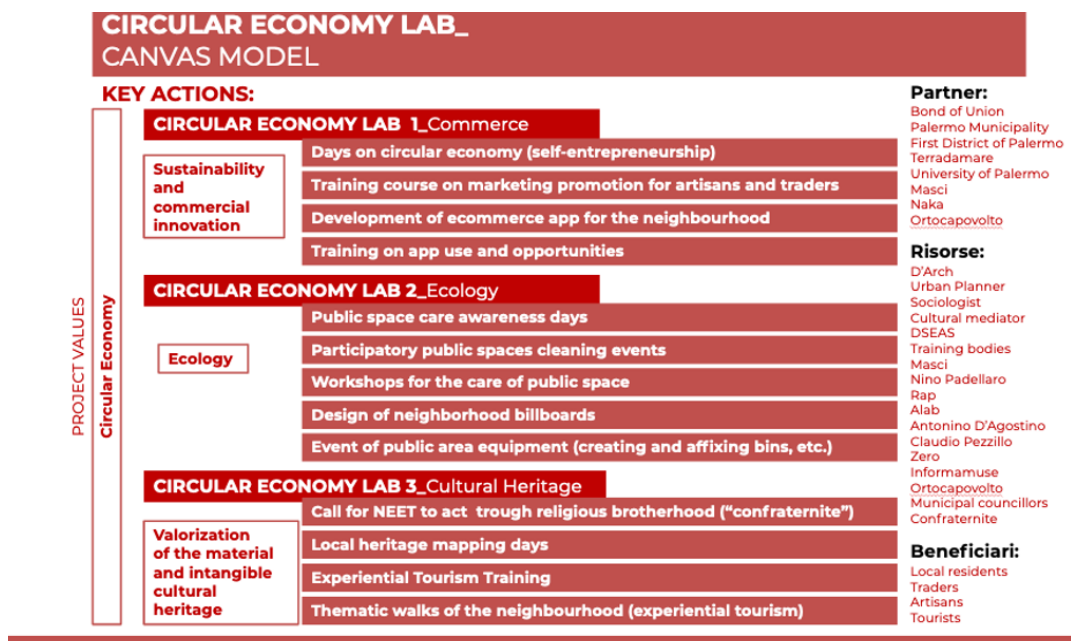 CIRCULAR ECONOMY LAB_
CANVAS MODEL
KEY ACTIONS:
PROJECT VALUES
Circular Economy
CIRCULAR ECONOMY LAB 1_Commerce
Sustainability
and
commercial
innovation
Days on circular economy (self-entrepreneurship)
Training course on marketing promotion for artisans and traders
Development of ecommerce app for the neighbourhood
Training on app use and opportunities
CIRCULAR ECONOMY LAB 2_Ecology
Ecology
Public space care awareness days
Participatory public spaces cleaning events
Workshops for the care of public space
Design of neighborhood billboards
Event of public area equipment (creating and affixing bins, etc.)
CIRCULAR ECONOMY LAB 3_Cultural Heritage
Valorization
of the material
and intangible
cultural
heritage
Call for NEET to act trough religious brotherhood (“confraternite”)
Local heritage mapping days
Experiential Tourism Training
Thematic walks of the neighbourhood (experiential tourism)
Partner:
Bond of Union
Palermo Municipality
First District of Palermo
Terradamare
University of Palermo
Masci
Naka
Ortocapovolto
Risorse:
D’Arch
Urban Planner
Sociologist
Cultural mediator
DSEAS
Training bodies
Masci
Nino Padellaro
Rap
Alab
Antonino D’Agostino
Claudio Pezzillo
Zero
Informamuse
Ortocapovolto
Municipal councillors
Confraternite
Beneficiari:
Local residents
Traders
Artisans
Tourists